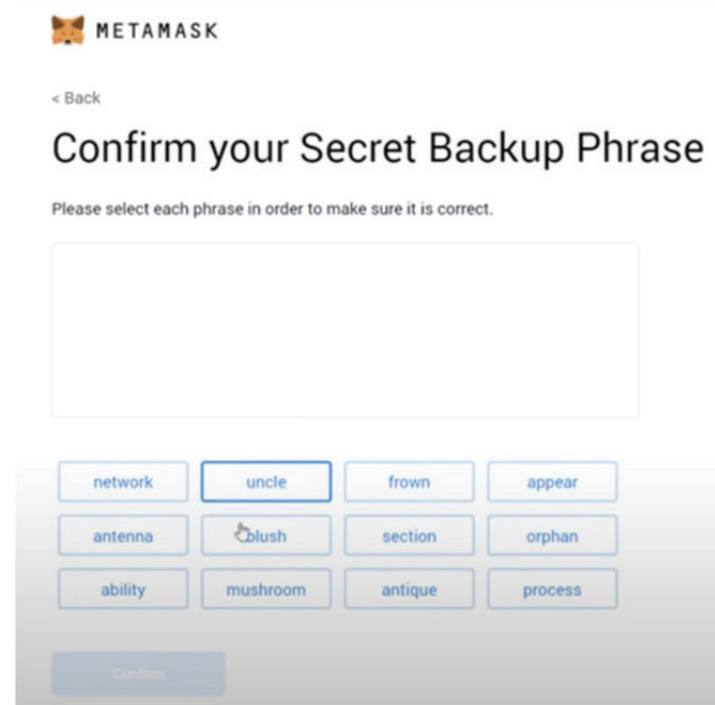 METAMASK
< Back
Confirm your Secret Backup Phrase
Please select each phrase in order to make sure it is correct.
network uncle frown appear
antenna blush section orphan
ability mushroom antique process
Confirm